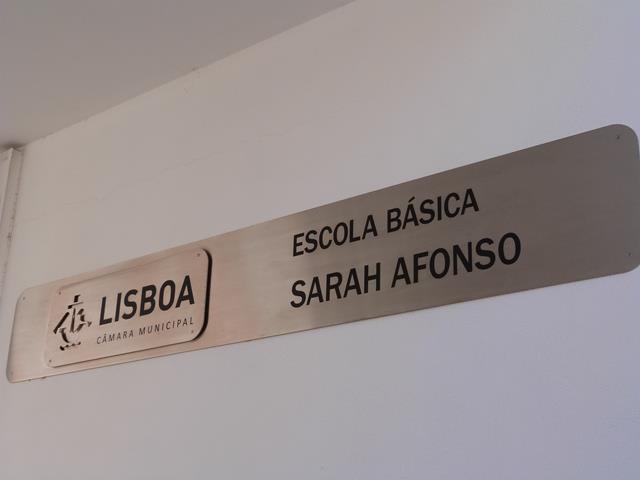 LISBOA
CÂMARA MUNICIPAL
ESCOLA BÁSICA
SARAH AFONSO